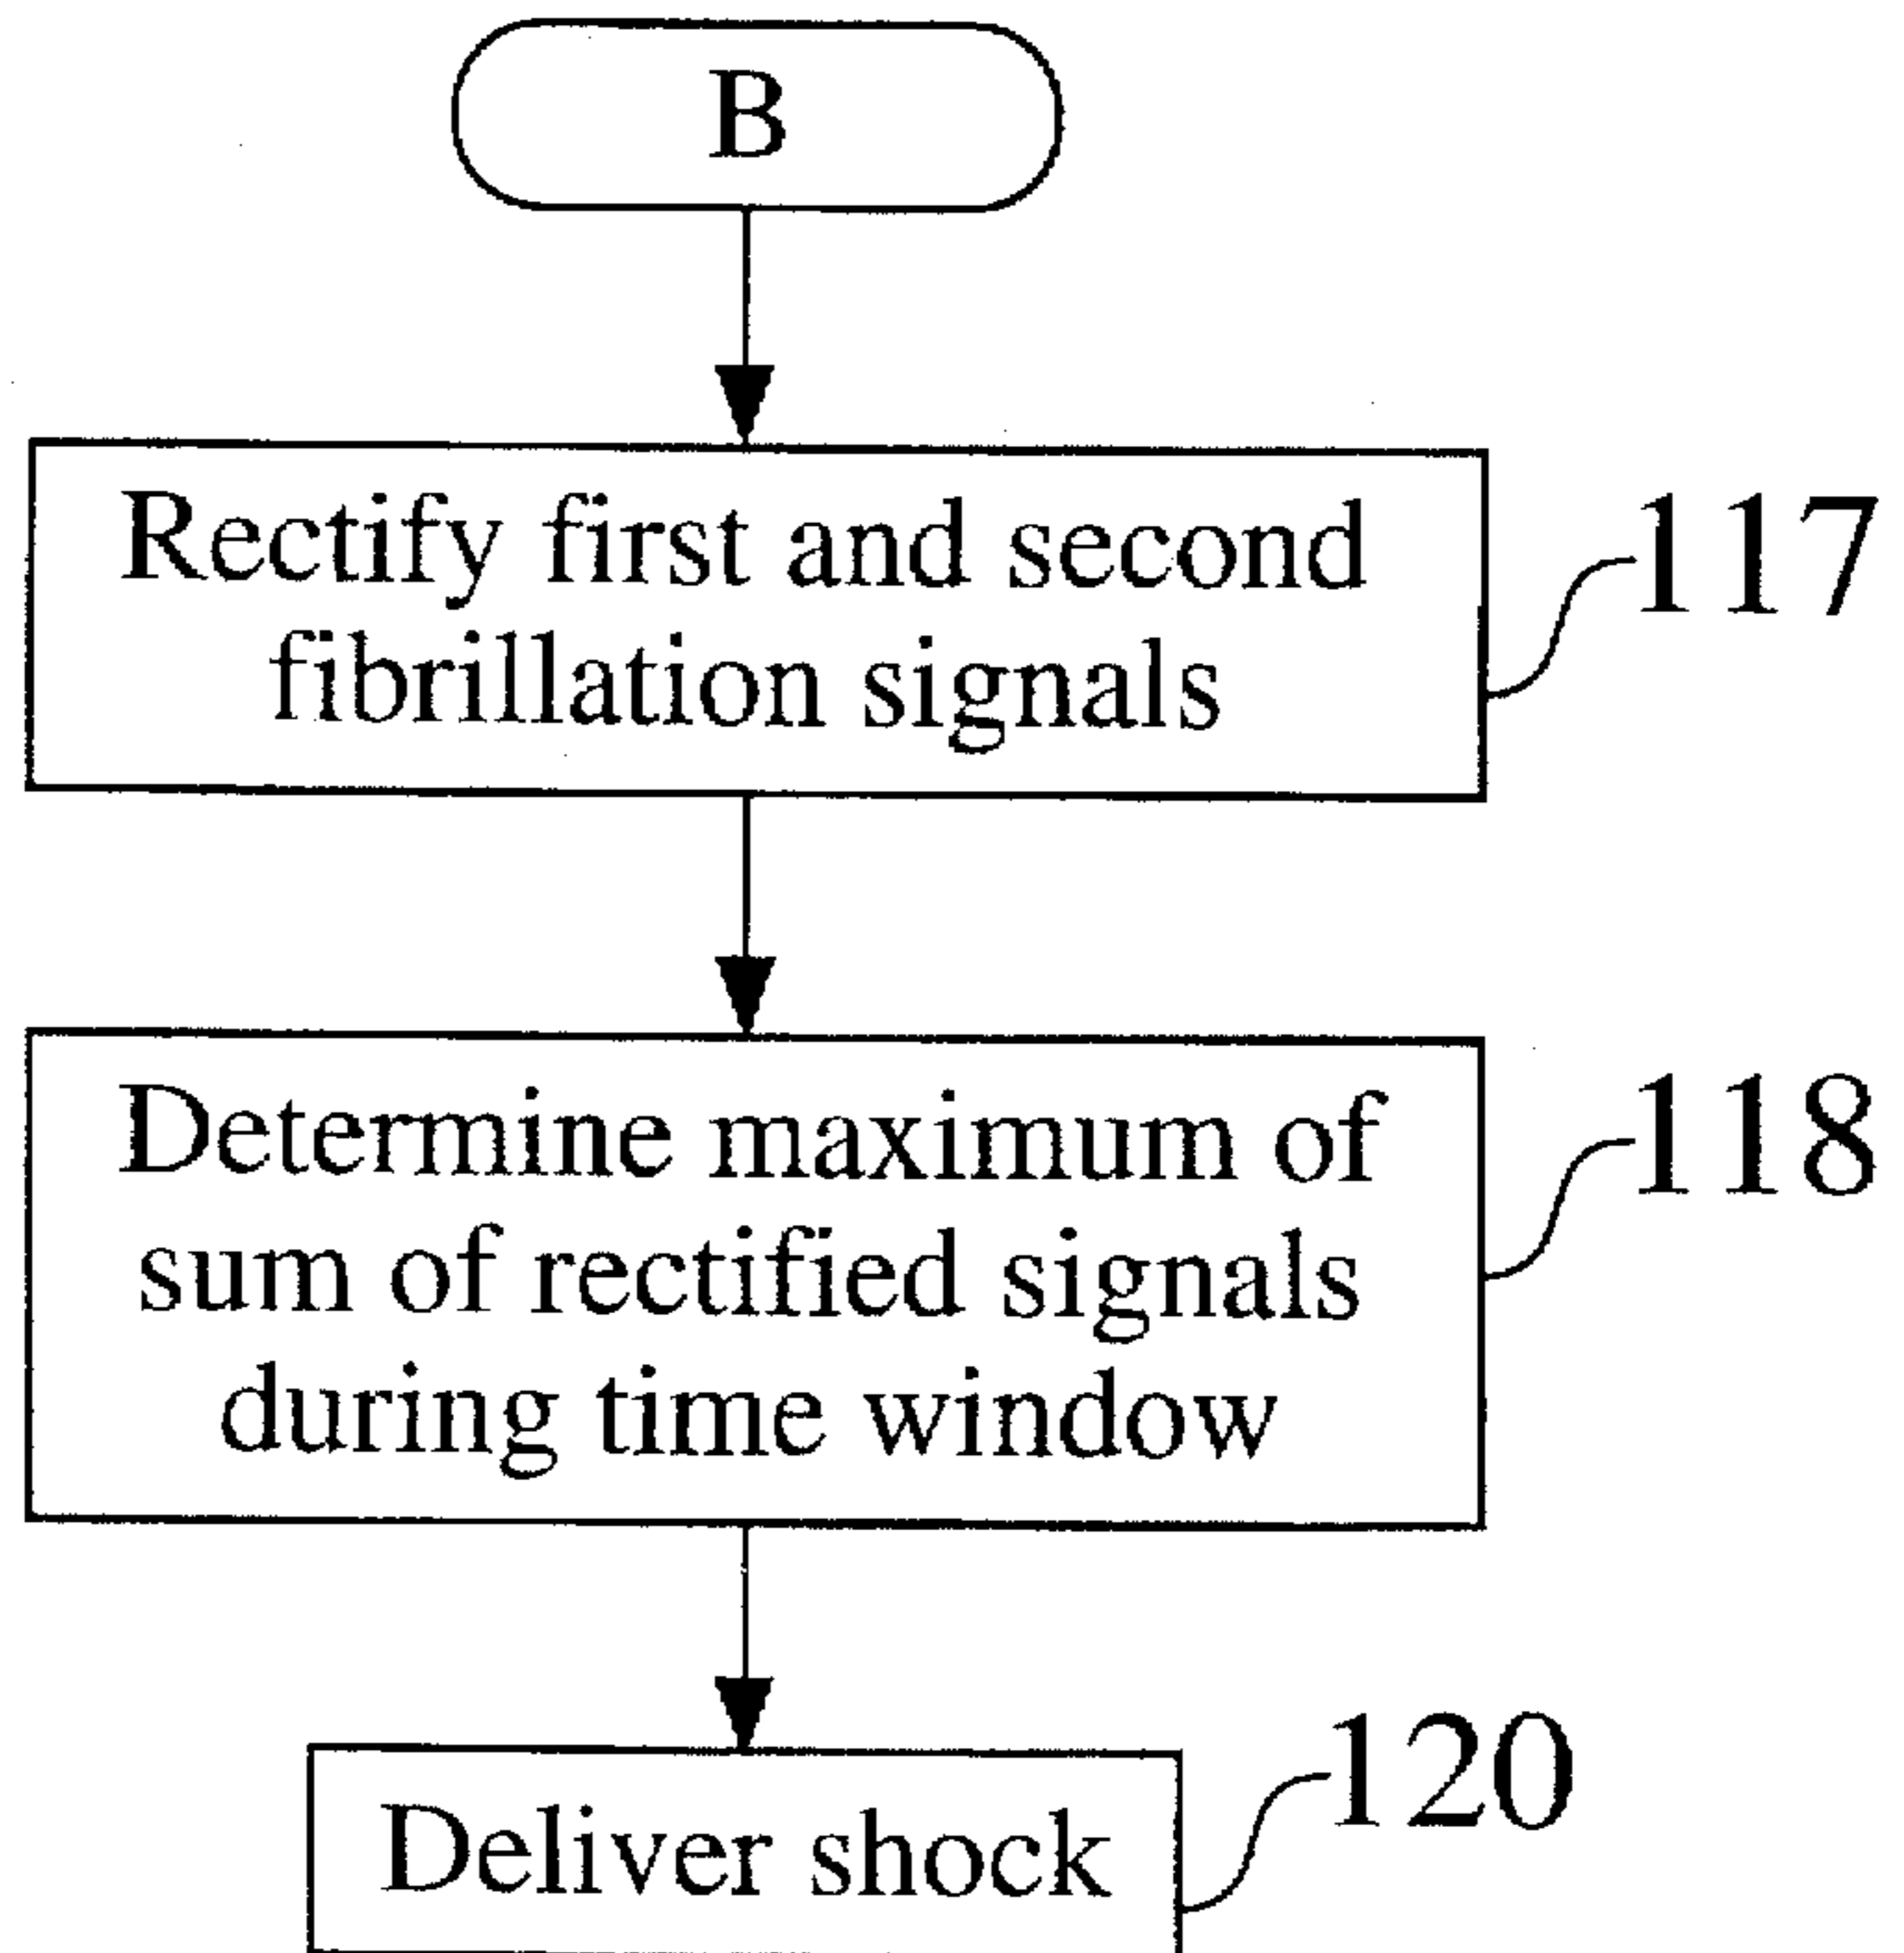 B
Rectify first and second
fibrillation signals
117
Determine maximum of
sum of rectified signals
during time window
118
Deliver shock
120